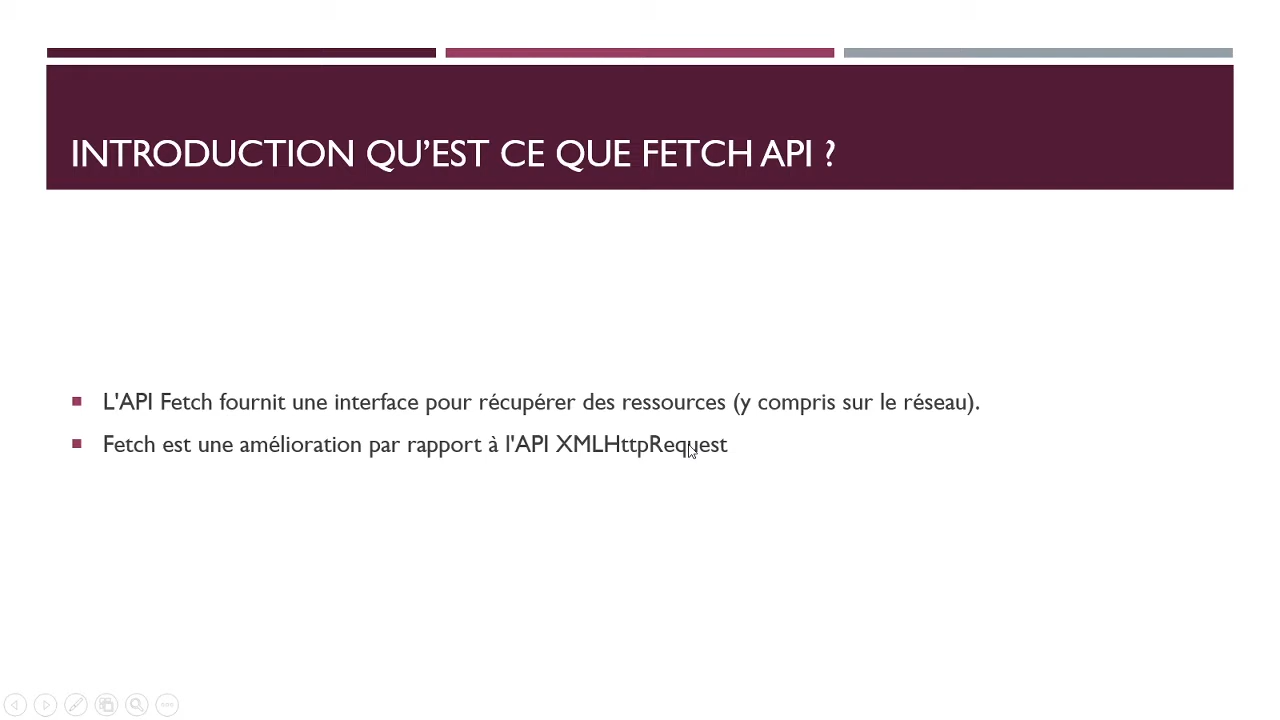 INTRODUCTION QU’EST CE QUE FETCH API ?
L'API Fetch fournit une interface pour récupérer des ressources (y compris sur le réseau).
Fetch est une amélioration par rapport à l'API XMLHttpRequest